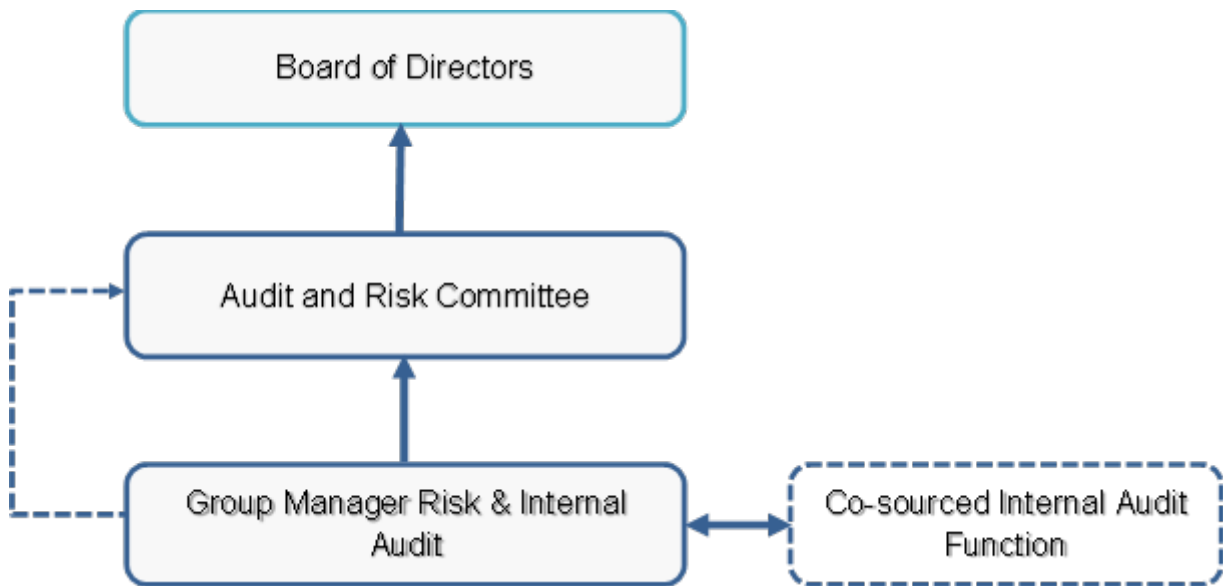 Board of Directors
Audit and Risk Committee
Group Manager Risk & Internal
Audit
Co-sourced Internal Audit
Function